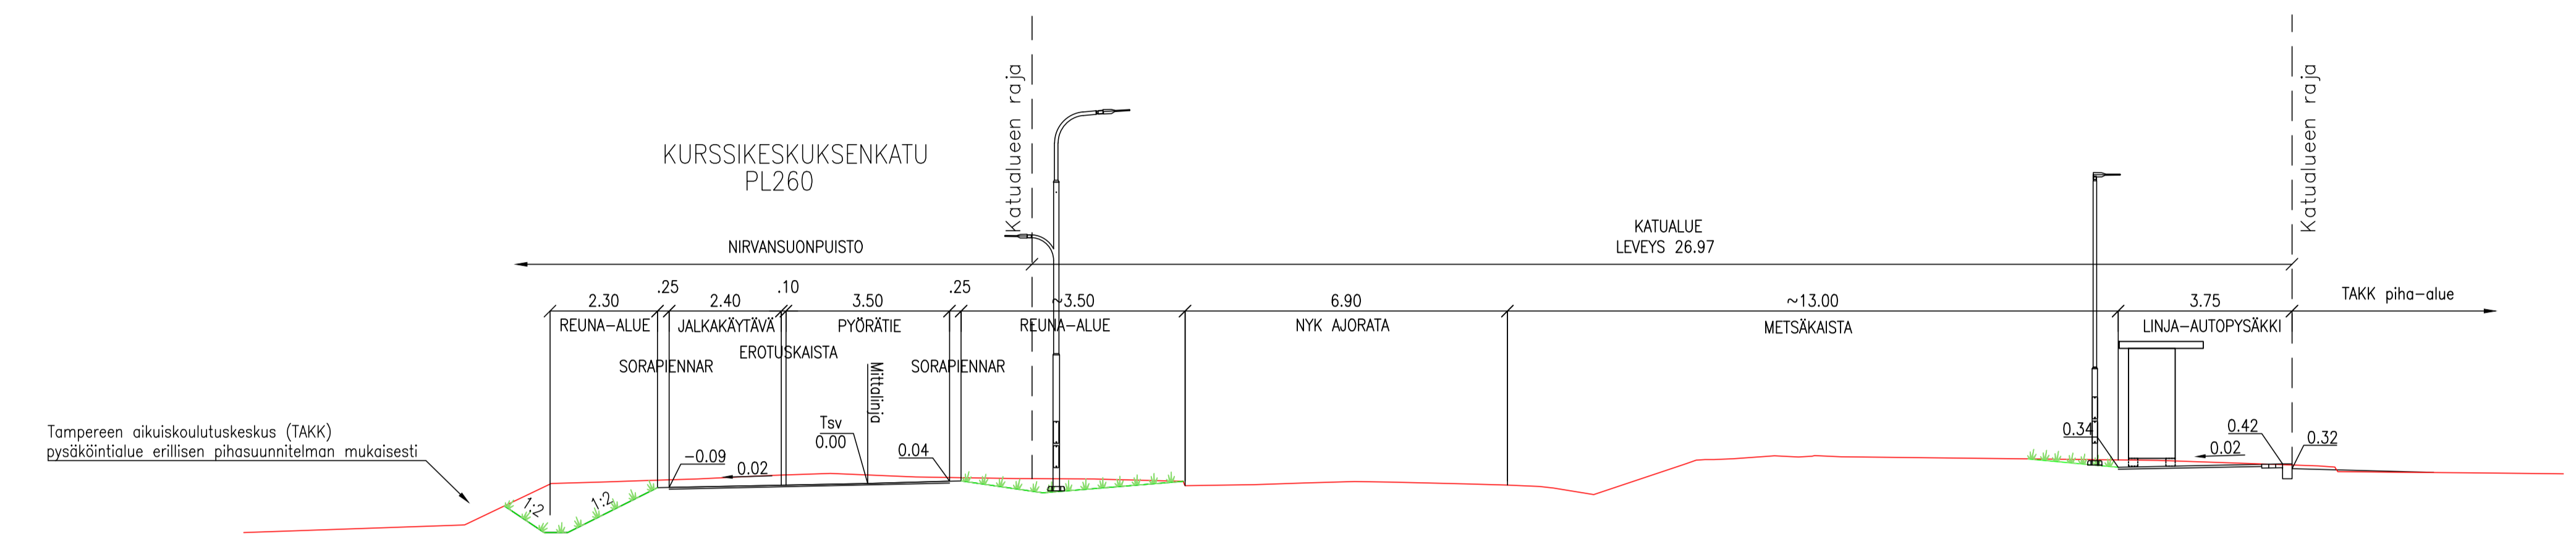 Katualueen raja
Katualueen raja
KURSSIKESKUKSENKATU
PL260
NIRVANSUONPUISTO
KATUALUE
LEVEYS 26.97
.25
.10
.25
2.30
2.40
3.50
~3.50
6.90
~13.00
3.75
TAKK piha-alue
REUNA-ALUE
JALKAKÄYTÄVÄ
PYÖRÄTIE
REUNA-ALUE
NYK AJORATA
METSÄKAISTA
LINJA-AUTOPYSÄKKI
EROTUSKAISTA
SORAPIENNAR
SORAPIENNAR
Mittalinja
Tampereen aikuiskoulutuskeskus (TAKK)
pysäköintialue erillisen pihasuunnitelman mukaisesti
Tsv
0.00
-0.09
0.02
0.04
0.34
0.42
0.32
0.02
1:2
1:2